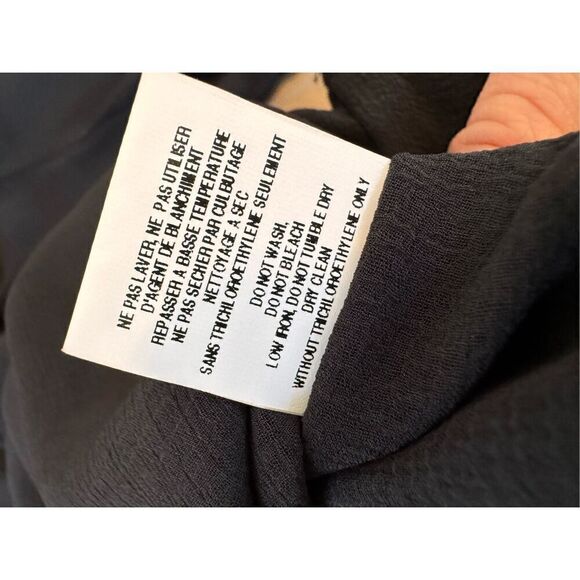 NE PAS LAVER, NE PAS UTILISER
D'AGENT DE BLANCHIMENT
REPASSER A BASSE TEMPERATURE
NE PAS SECHER PAR CULBUTAGE
NETTOYAGE A SEC
SANS TRICHLOROETHYLENE SEULEMENT
DO NOT WASH,
DO NOT BLEACH
LOW IRON, DO NOT TUMBLE DRY
DRY CLEAN
WITHOUT TRICHLOROETHYLENE ONLY